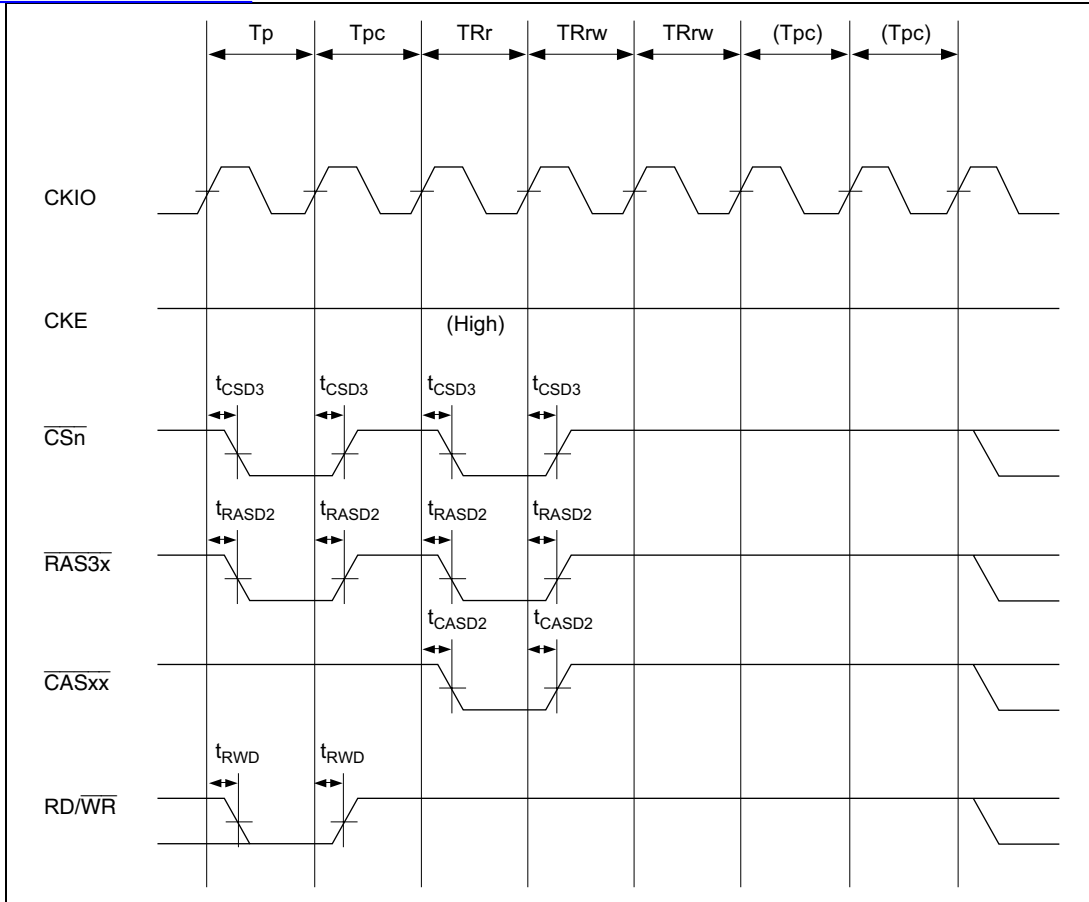 Tp Tpc TRr TRrw TRrw (Tpc) (Tpc)
CKIO
CKE
(High)
tCSD3 tCSD3 tCSD3 tCSD3
CSn
tRASD2 tRASD2 tRASD2 tRASD2
RAS3x
tCASD2 tCASD2
CASxx
tRWD tRWD
RD/WR